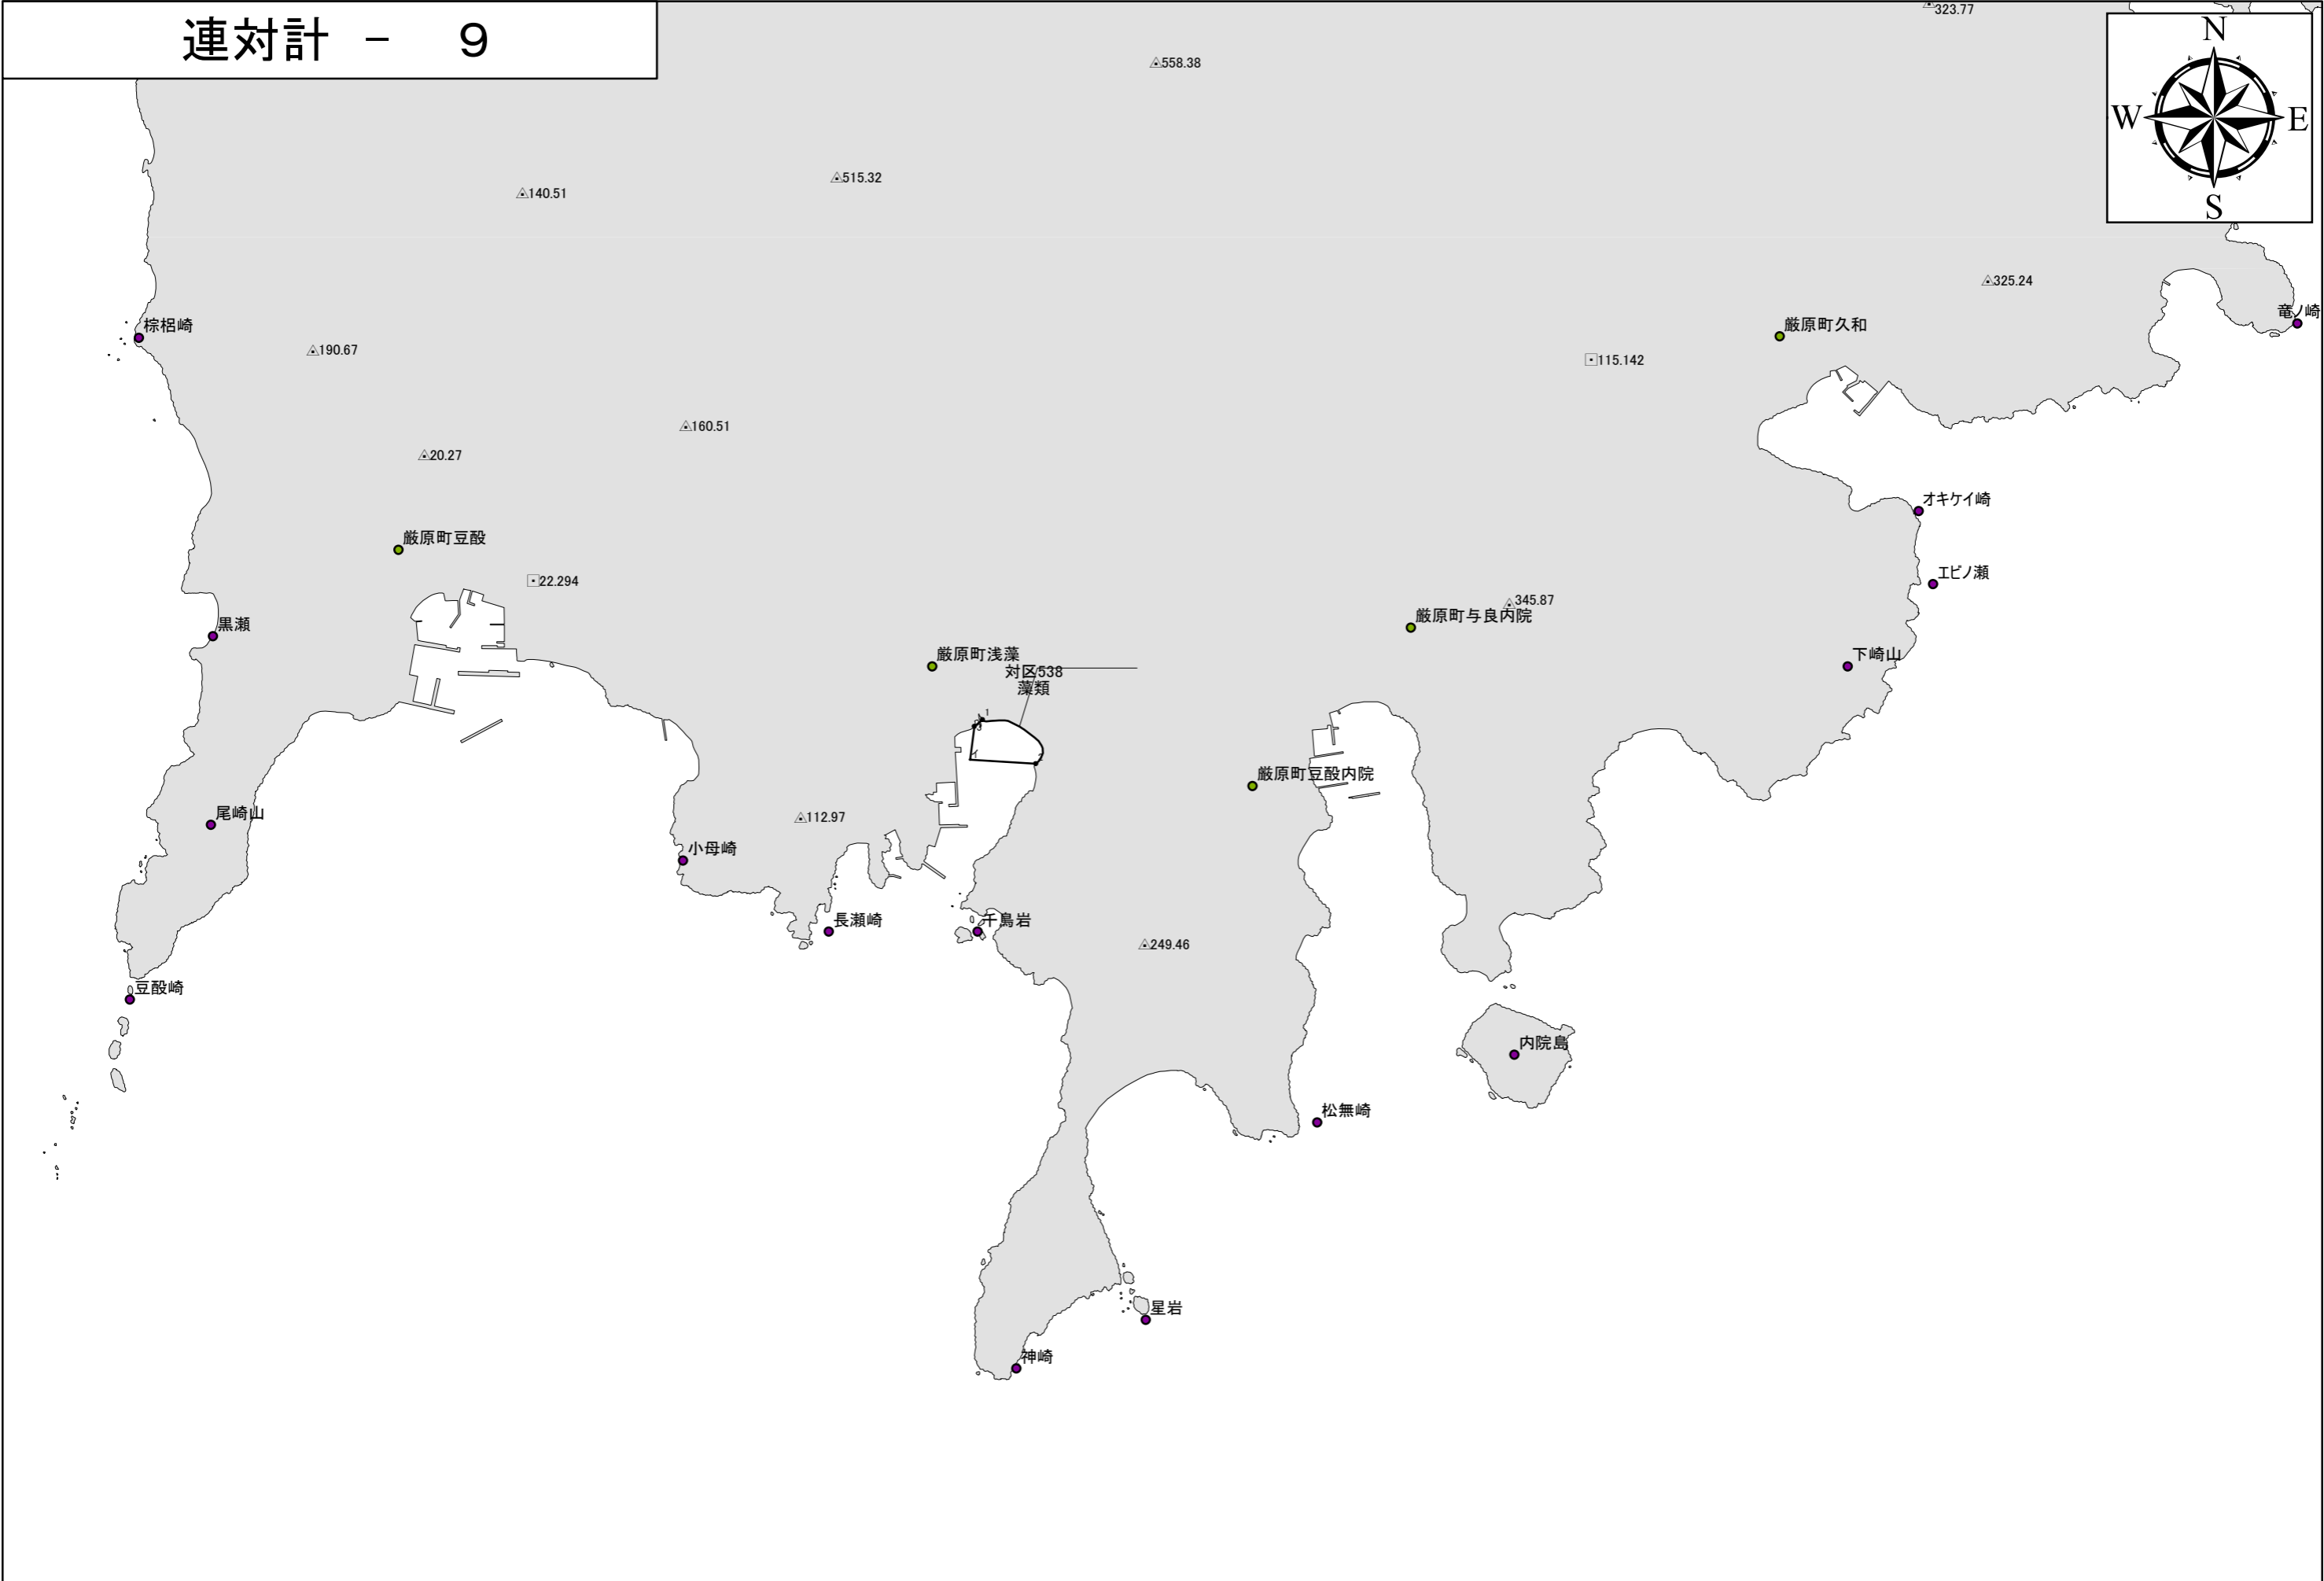 連対計 － ９
323.77
N
W
E
S
558.38
515.32
140.51
325.24
竜ノ崎
棕梠崎
厳原町久和
190.67
115.142
160.51
20.27
オキケイ崎
厳原町豆酘
エビノ瀬
22.294
345.87
厳原町与良内院
黒瀬
厳原町浅藻
下崎山
対区538
藻類
1
3
イ
2
厳原町豆酘内院
尾崎山
112.97
小母崎
長瀬崎
千島岩
249.46
豆酘崎
内院島
松無崎
星岩
神崎